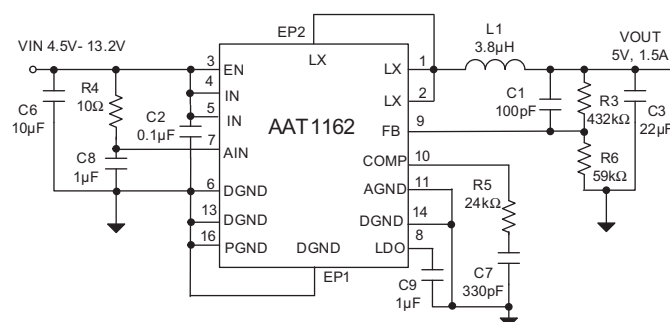 EP2
VIN 4.5V- 13.2V
L1
3.8µH
VOUT
5V, 1.5A
3
EN
LX
LX
1
R4
10Ω
4
IN
LX
2
C1
100pF
R3
432kΩ
C3
22µF
C6
10µF
C2
0.1µF
5
IN
AAT1162
FB
9
7
AIN
C8
1µF
COMP
10
R6
59kΩ
6
DGND
AGND
11
R5
24kΩ
13
DGND
DGND
14
16
PGND
DGND
LDO
8
EP1
C9
1µF
C7
330pF